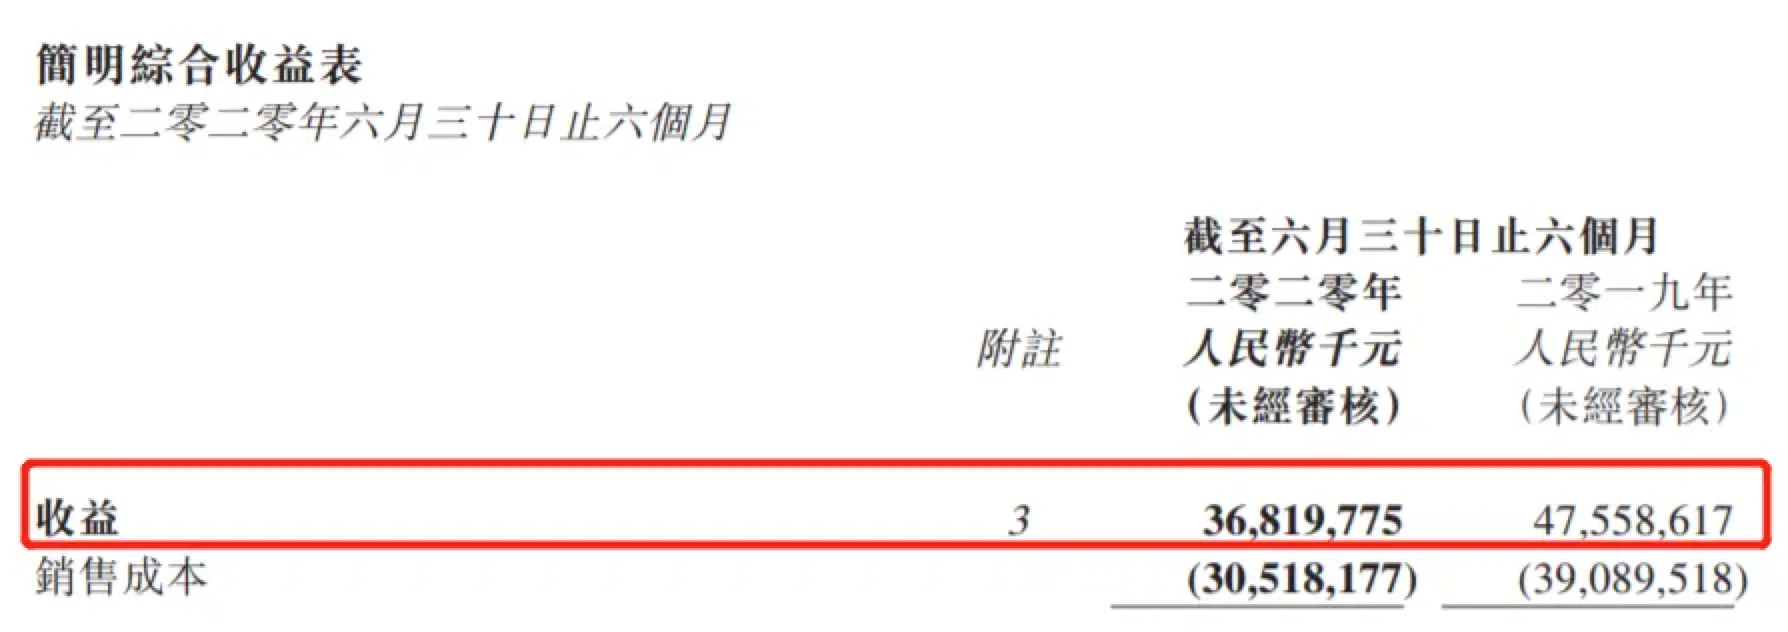 簡明綜合收益表
截至二零二零年六月三十日止六個月
截至六月三十日止六個月
二零二零年 二零一九年
附註 人民幣千元 人民幣千元
(未經審核) (未經審核)
收益 3 36,819,775 47,558,617
銷售成本 (30,518,177) (39,089,518)